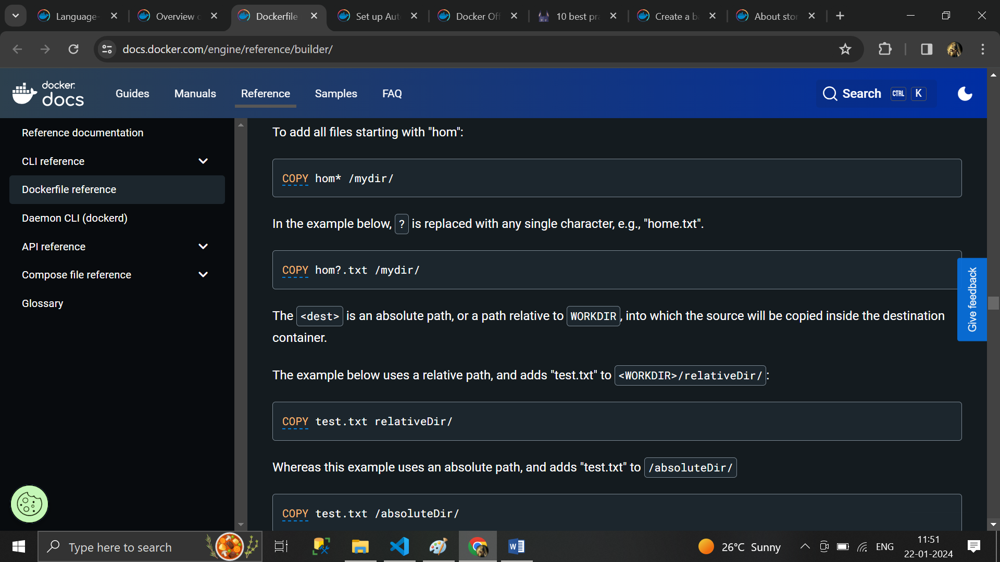 Language-
Overview c
Dockerfile
Set up Aut
Docker Off
10 best pra
Create a ba
About stor
docs.docker.com/engine/reference/builder/
docker
docs
Guides
Manuals
Reference
Samples
FAQ
Search
CTRL
K
Reference documentation
CLI reference
Dockerfile reference
Daemon CLI (dockerd)
API reference
Compose file reference
Glossary
To add all files starting with "hom":
COPY hom* /mydir/
In the example below, ? is replaced with any single character, e.g., "home.txt".
COPY hom?.txt /mydir/
The <dest> is an absolute path, or a path relative to WORKDIR, into which the source will be copied inside the destination
container.
The example below uses a relative path, and adds "test.txt" to <WORKDIR>/relativeDir/:
COPY test.txt relativeDir/
Whereas this example uses an absolute path, and adds "test.txt" to /absoluteDir/
COPY test.txt /absoluteDir/
Give feedback
Type here to search
W
26°C Sunny
ENG
11:51
22-01-2024